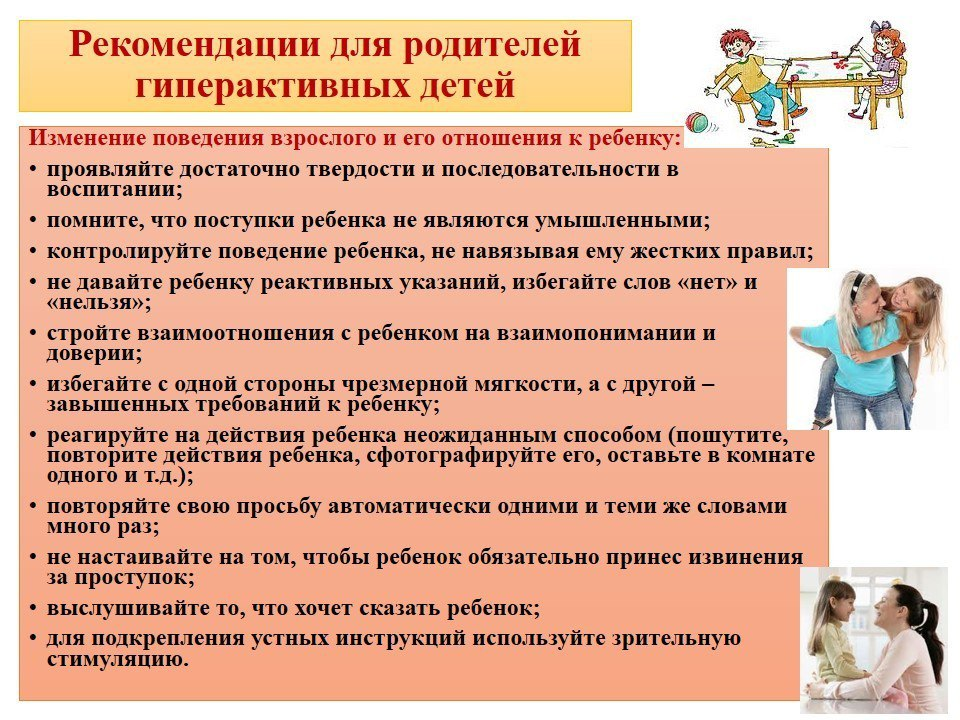 Рекомендации для родителей
гиперактивных детей
Изменение поведения взрослого и его отношения к ребенку:
• проявляйте достаточно твердости и последовательности в
воспитании;
• помните, что поступки ребенка не являются умышленными;
• контролируйте поведение ребенка, не навязывая ему жестких правил;
• не давайте ребенку реактивных указаний, избегайте слов «нет» и
«нельзя»;
• стройте взаимоотношения с ребенком на взаимопонимании и
доверии;
• избегайте с одной стороны чрезмерной мягкости, а с другой –
завышенных требований к ребенку;
• реагируйте на действия ребенка неожиданным способом (пошутите,
повторите действия ребенка, сфотографируйте его, оставьте в комнате
одного и т.д.);
• повторяйте свою просьбу автоматически одними и теми же словами
много раз;
• не настаивайте на том, чтобы ребенок обязательно принес извинения
за проступок;
• выслушивайте то, что хочет сказать ребенок;
• для подкрепления устных инструкций используйте зрительную
стимуляцию.